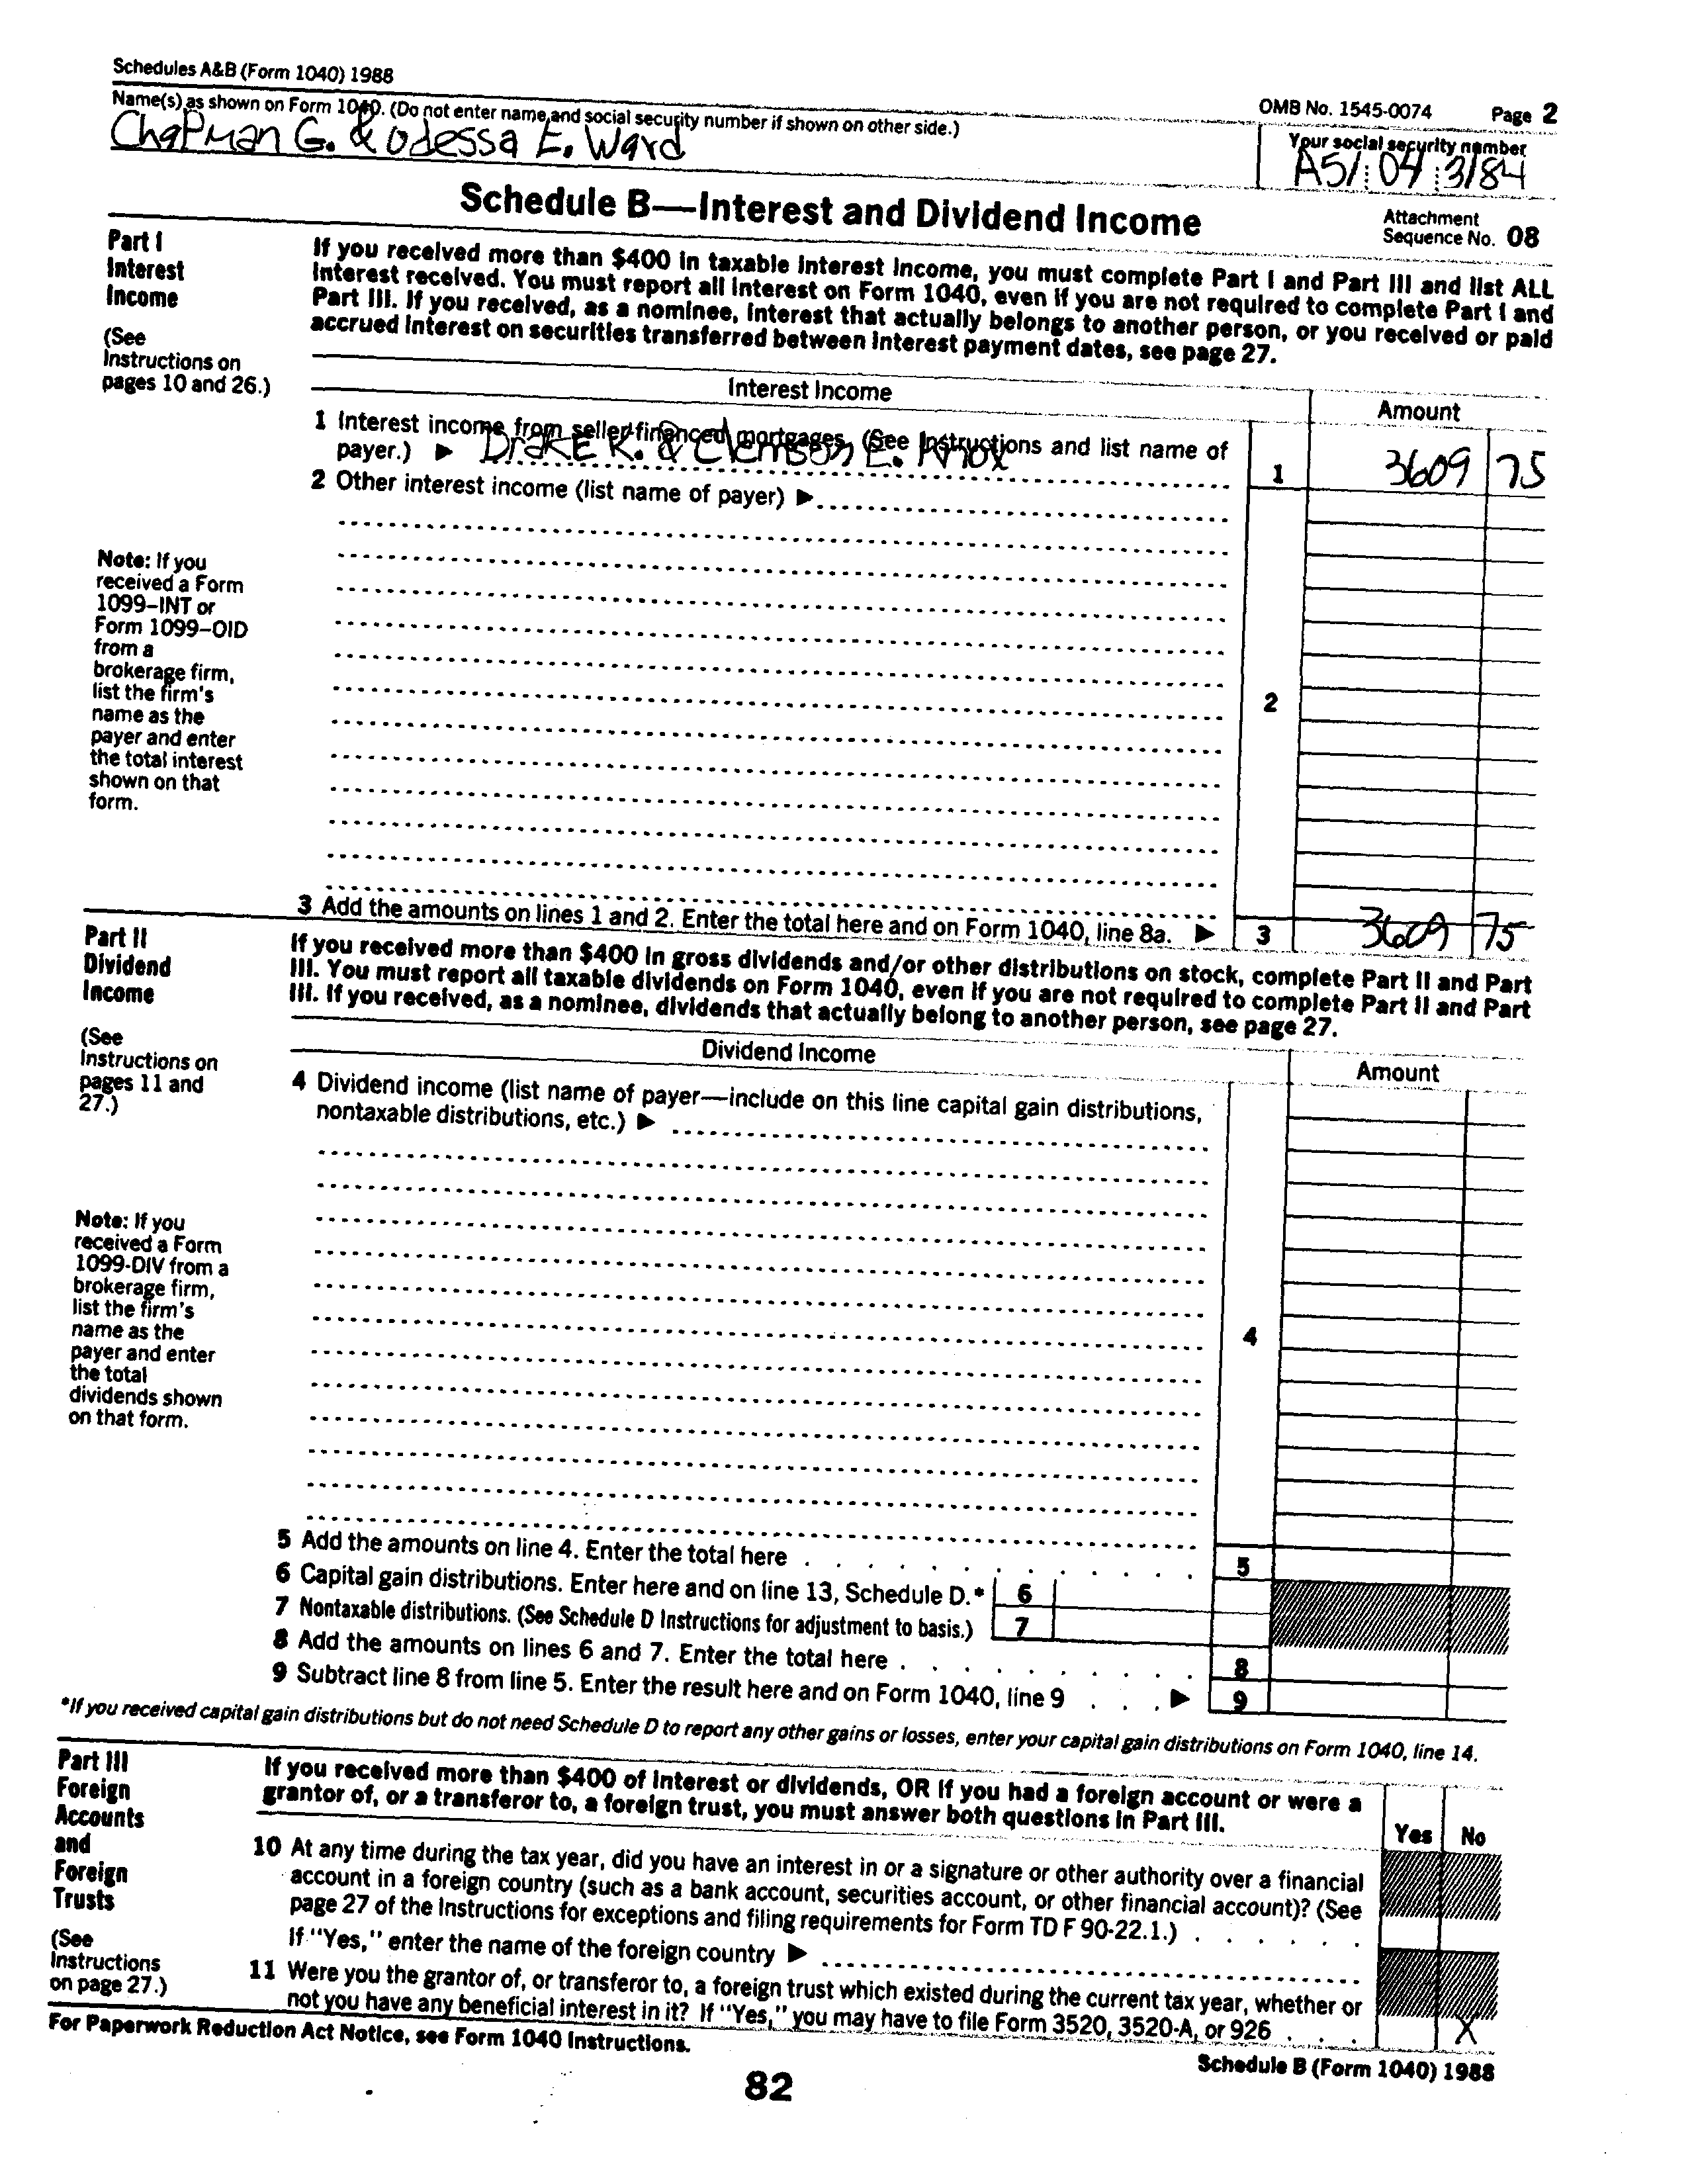 Schedules A&B (Form 1040) 1988
OMB No. 1545-0074 Page 2
Name(s) as shown on Form 1040. (Do not enter name and social security number if shown on other side.)
Your social security number
Chapman G. & Odessa E. Ward
A51 04 3184
Schedule B—Interest and Dividend Income
Attachment
Sequence No. 08
Part I
Interest
Income
(See
Instructions on
pages 10 and 26.)
If you received more than $400 in taxable interest income, you must complete Part I and Part III and list ALL
interest received. You must report all interest on Form 1040, even if you are not required to complete Part I and
Part III. If you received, as a nominee, interest that actually belongs to another person, or you received or paid
accrued interest on securities transferred between interest payment dates, see page 27.
Interest Income
Amount
1 Interest income from seller-financed mortgages. (See Instructions and list name of
payer.) ▶ Drake K. & Clemson E. Knox
1
3609 75
2 Other interest income (list name of payer) ▶
Note: If you
received a Form
1099–INT or
Form 1099–OID
from a
brokerage firm,
list the firm's
name as the
payer and enter
the total interest
shown on that
form.
2
3 Add the amounts on lines 1 and 2. Enter the total here and on Form 1040, line 8a. ▶
3
3609 75
Part II
Dividend
Income
(See
Instructions on
pages 11 and
27.)
If you received more than $400 in gross dividends and/or other distributions on stock, complete Part II and Part
III. You must report all taxable dividends on Form 1040, even if you are not required to complete Part II and Part
III. If you received, as a nominee, dividends that actually belong to another person, see page 27.
Dividend Income
Amount
4 Dividend income (list name of payer—include on this line capital gain distributions,
nontaxable distributions, etc.) ▶
Note: If you
received a Form
1099-DIV from a
brokerage firm,
list the firm's
name as the
payer and enter
the total
dividends shown
on that form.
4
5 Add the amounts on line 4. Enter the total here
5
6 Capital gain distributions. Enter here and on line 13, Schedule D.* 6
7 Nontaxable distributions. (See Schedule D Instructions for adjustment to basis.) 7
8 Add the amounts on lines 6 and 7. Enter the total here
8
9 Subtract line 8 from line 5. Enter the result here and on Form 1040, line 9 ▶
9
*If you received capital gain distributions but do not need Schedule D to report any other gains or losses, enter your capital gain distributions on Form 1040, line 14.
Part III
Foreign
Accounts
and
Foreign
Trusts
(See
Instructions
on page 27.)
If you received more than $400 of interest or dividends, OR if you had a foreign account or were a
grantor of, or a transferor to, a foreign trust, you must answer both questions in Part III.
Yes No
10 At any time during the tax year, did you have an interest in or a signature or other authority over a financial
account in a foreign country (such as a bank account, securities account, or other financial account)? (See
page 27 of the Instructions for exceptions and filing requirements for Form TD F 90-22.1.)
If "Yes," enter the name of the foreign country ▶
11 Were you the grantor of, or transferor to, a foreign trust which existed during the current tax year, whether or
not you have any beneficial interest in it? If "Yes," you may have to file Form 3520, 3520-A, or 926
X
For Paperwork Reduction Act Notice, see Form 1040 Instructions.
Schedule B (Form 1040) 1988
82